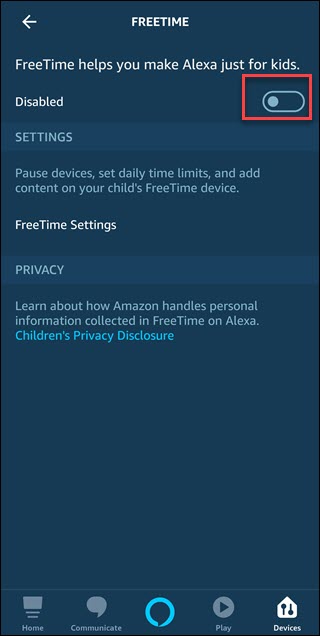 FREETIME
FreeTime helps you make Alexa just for kids.
Disabled
SETTINGS
Pause devices, set daily time limits, and add
content on your child's FreeTime device.
FreeTime Settings
PRIVACY
Learn about how Amazon handles personal
information collected in FreeTime on Alexa.
Children's Privacy Disclosure
Home Communicate Play Devices